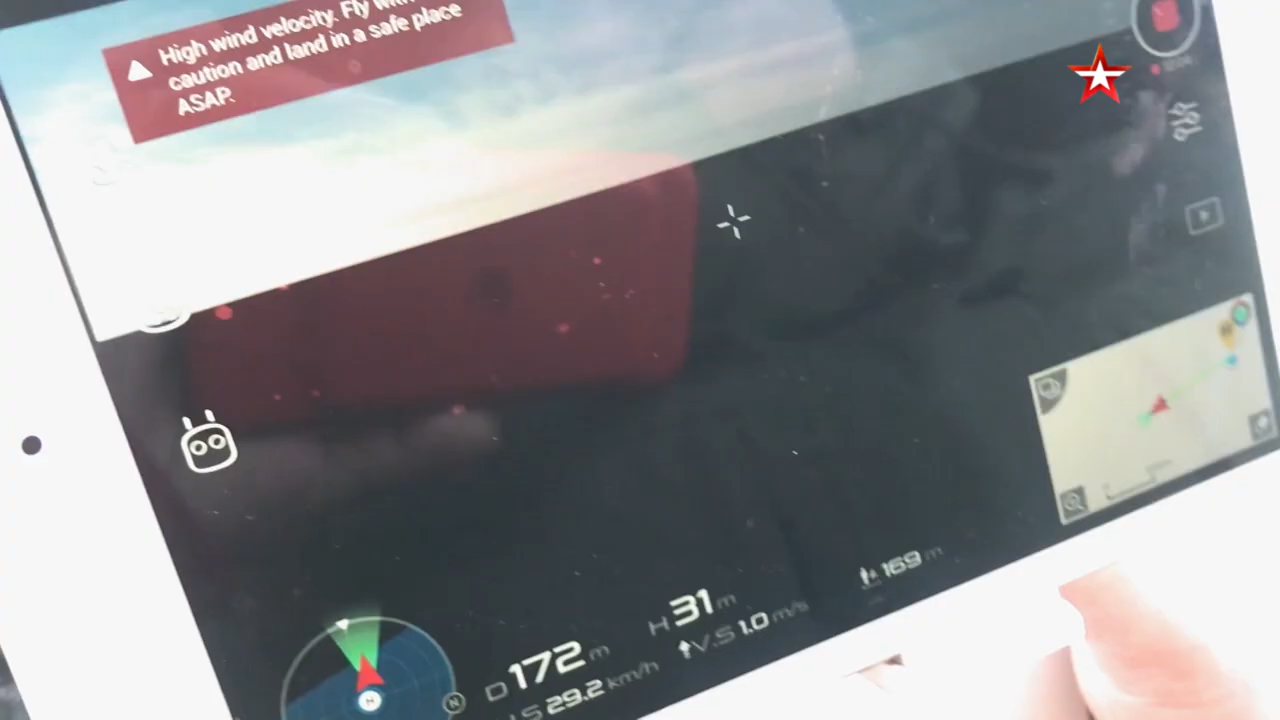 High wind velocity. Fly with
caution and land in a safe place
ASAP.
H 31 m
169 m
D 172 m
V.S 1.0 m/s
S 29.2 km/h
N
N